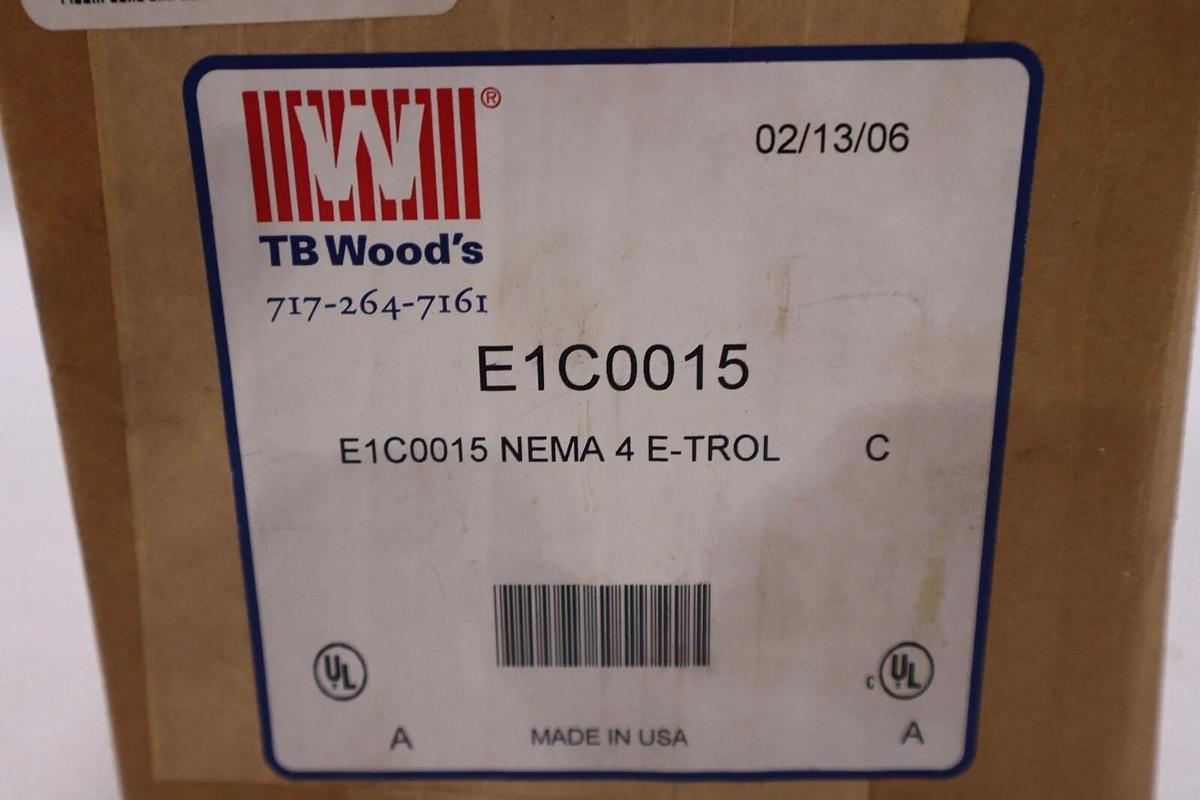 W ®
02/13/06
TB Wood's
717-264-7161
E1C0015
E1C0015 NEMA 4 E-TROL C
UL
c UL
A MADE IN USA A